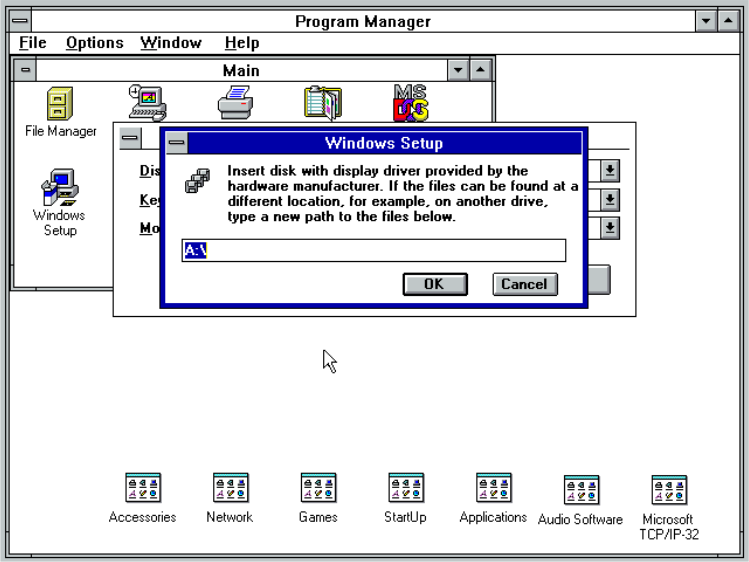 Program Manager
File Options Window Help
Main
File Manager
MS
DOS
Windows
Setup
Windows Setup
Insert disk with display driver provided by the
hardware manufacturer. If the files can be found at a
different location, for example, on another drive,
type a new path to the files below.
A:\
OK Cancel
Dis
Key
Mo
Accessories
Network
Games
StartUp
Applications
Audio Software
Microsoft
TCP/IP-32